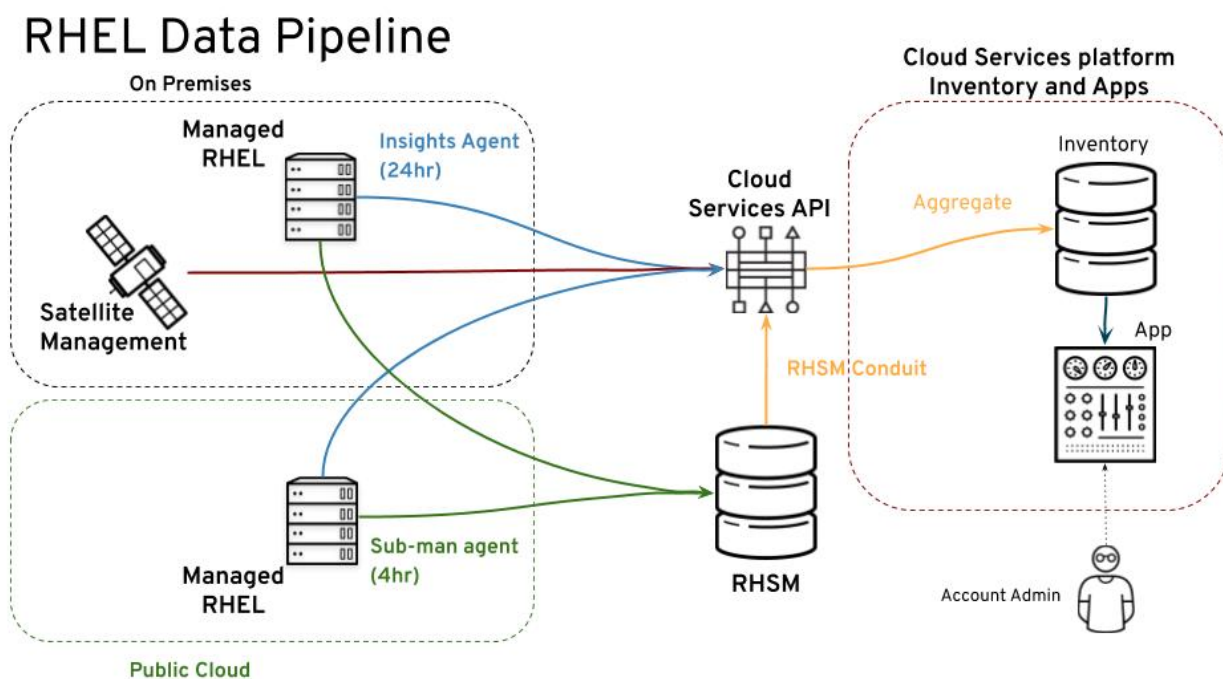 RHEL Data Pipeline
On Premises
Managed
RHEL
Insights Agent
(24hr)
Satellite
Management
Cloud
Services API
Cloud Services platform
Inventory and Apps
Inventory
Aggregate
App
RHSM Conduit
Managed
RHEL
Sub-man agent
(4hr)
RHSM
Account Admin
Public Cloud